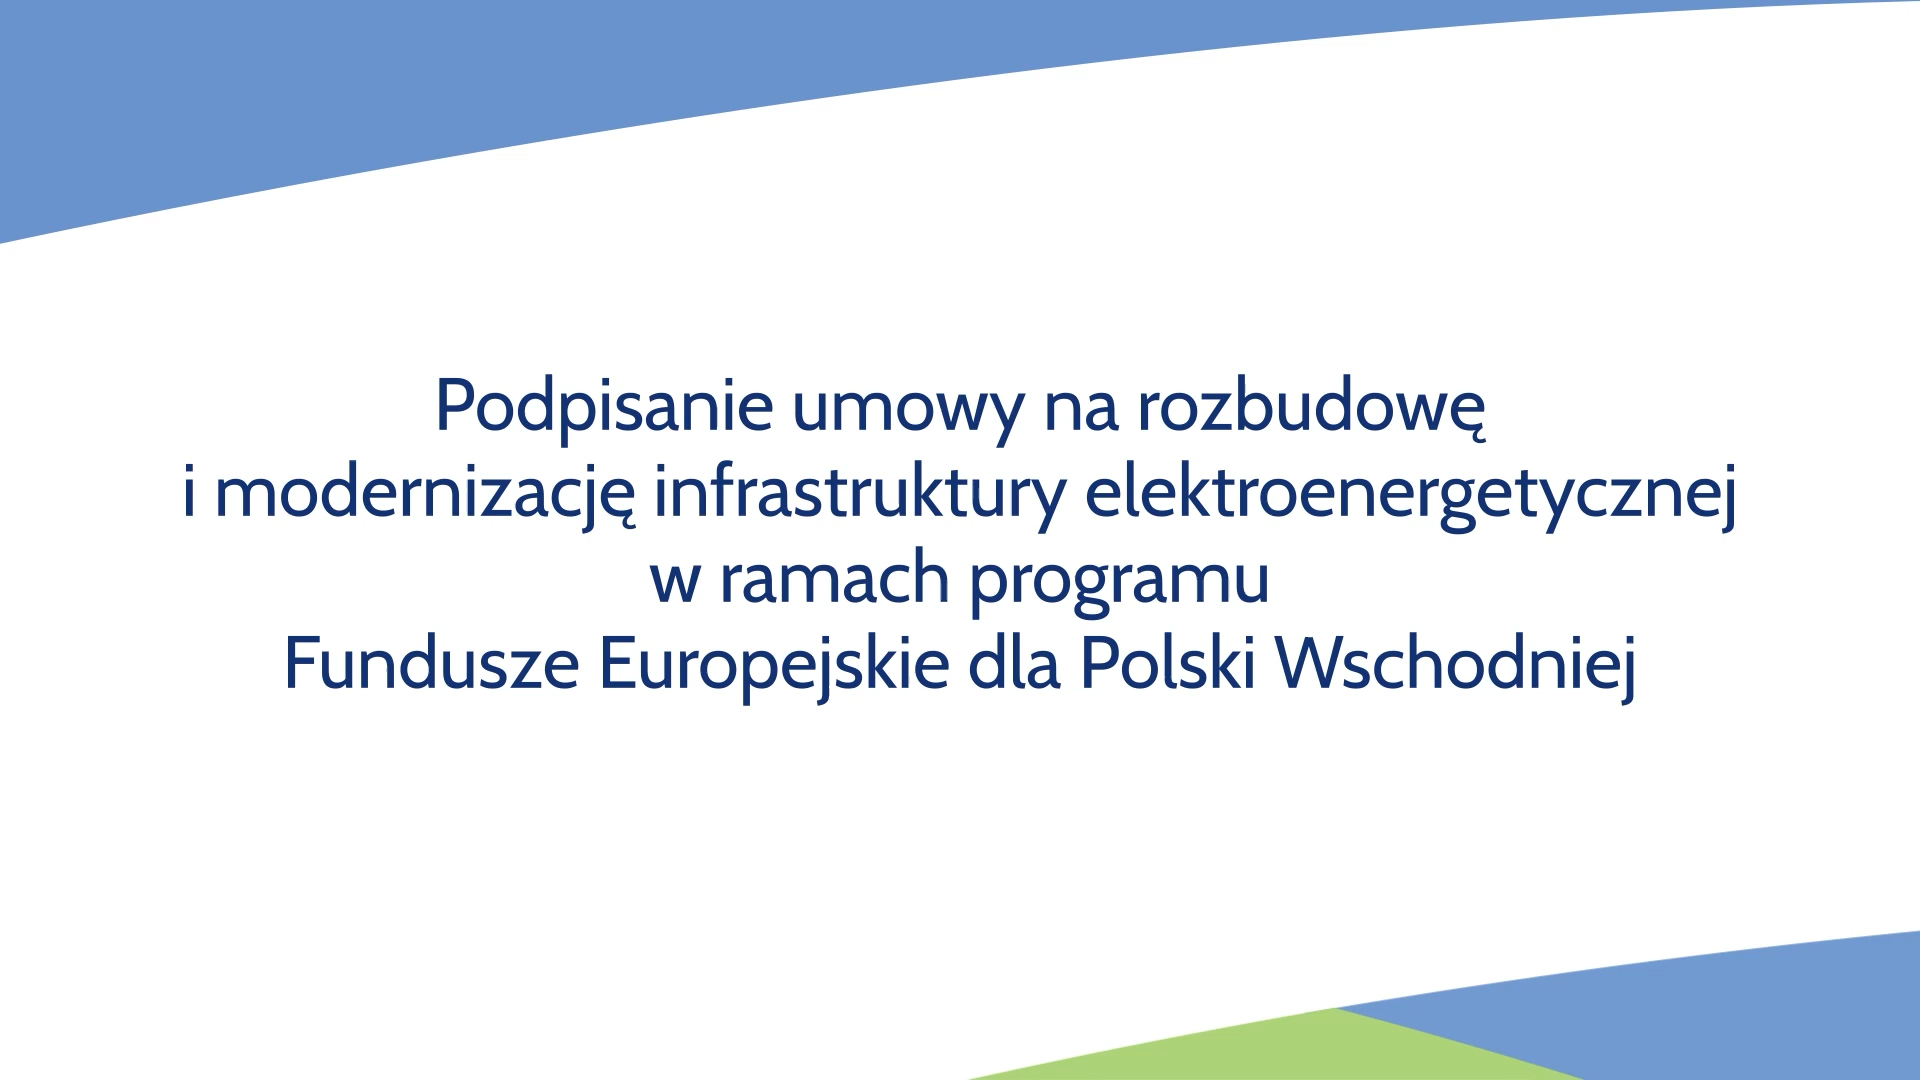 Podpisanie umowy na rozbudowę
i modernizację infrastruktury elektroenergetycznej
w ramach programu
Fundusze Europejskie dla Polski Wschodniej